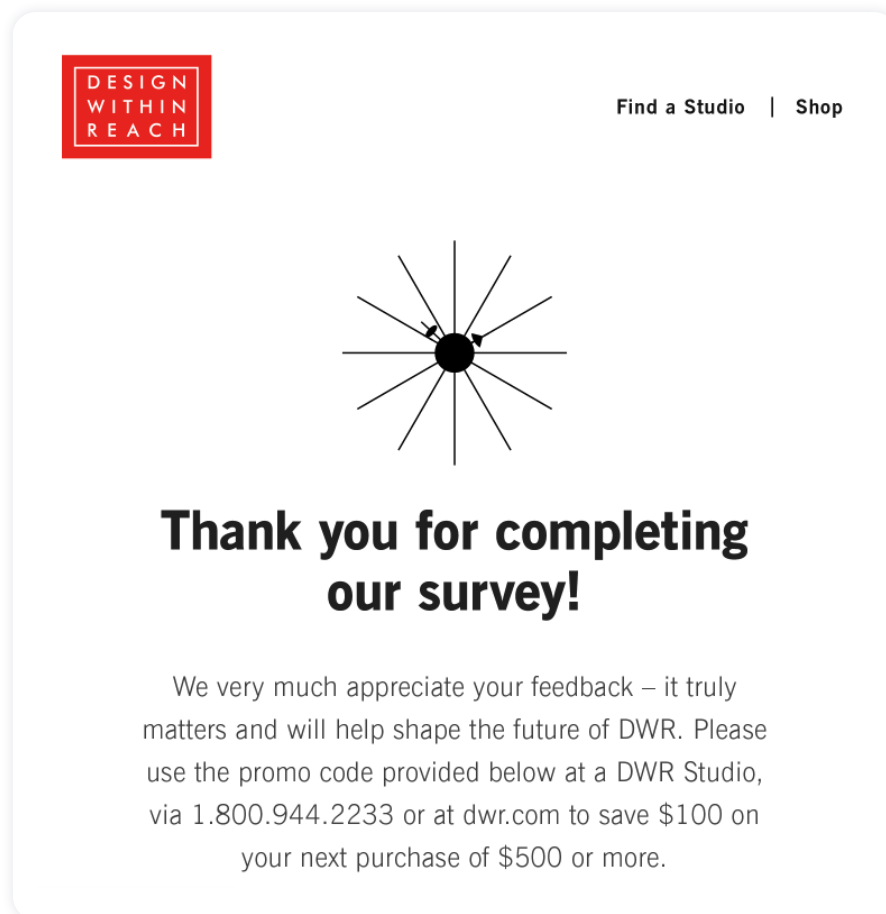 DESIGN
WITHIN
REACH
Find a Studio | Shop
Thank you for completing
our survey!
We very much appreciate your feedback – it truly
matters and will help shape the future of DWR. Please
use the promo code provided below at a DWR Studio,
via 1.800.944.2233 or at dwr.com to save $100 on
your next purchase of $500 or more.